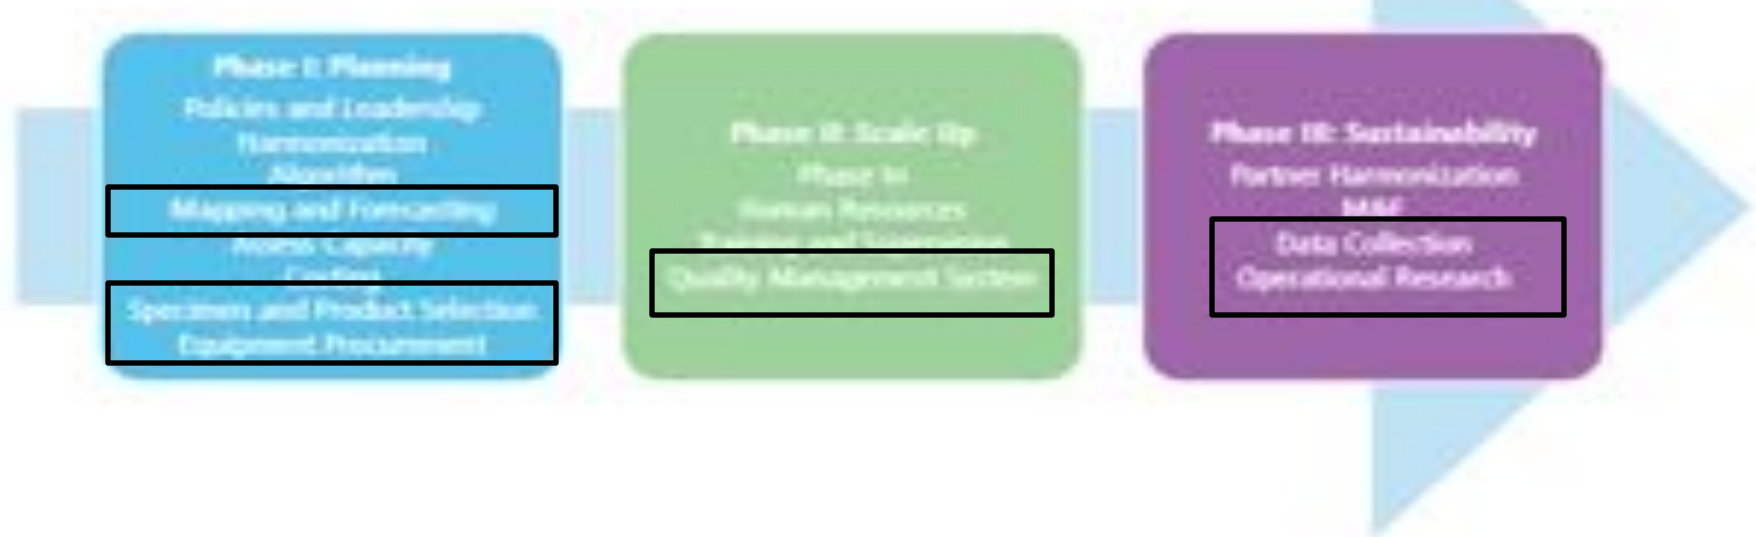 Phase I: Planning
Policies and Leadership
Harmonization
Algorithm
Mapping and Forecasting
Assess Capacity
Costing
Specimen and Product Selection
Equipment Procurement
Phase II: Scale Up
Phase In
Human Resources
Training and Supervision
Quality Management System
Phase III: Sustainability
Partner Harmonization
M&E
Data Collection
Operational Research